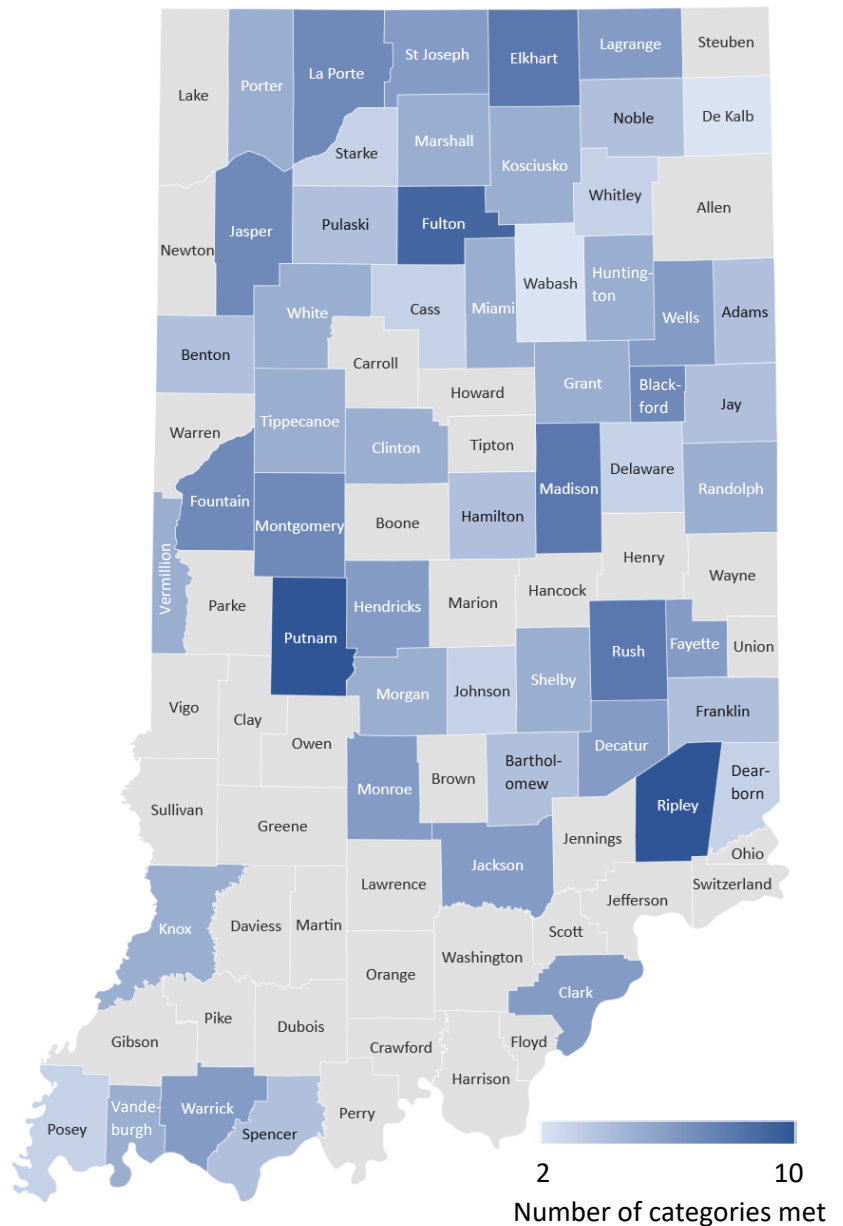 Steuben
Lagrange
St Joseph
Elkhart
La Porte
Porter
Lake
De Kalb
Noble
Marshall
Starke
Kosciusko
Whitley
Allen
Pulaski
Fulton
Jasper
Newton
Wabash
Hunting-
ton
Miami
Cass
White
Wells
Adams
Benton
Carroll
Grant
Black-
ford
Howard
Jay
Tippecanoe
Warren
Clinton
Tipton
Delaware
Madison
Randolph
Fountain
Montgomery
Boone
Hamilton
Henry
Wayne
Vermillion
Parke
Hendricks
Marion
Hancock
Putnam
Rush
Fayette
Union
Morgan
Johnson
Shelby
Vigo
Clay
Franklin
Owen
Decatur
Monroe
Brown
Barthol-
omew
Dear-
born
Ripley
Sullivan
Greene
Jennings
Ohio
Jackson
Lawrence
Switzerland
Jefferson
Knox
Daviess
Martin
Scott
Washington
Orange
Clark
Pike
Dubois
Gibson
Crawford
Floyd
Harrison
Vande-
burgh
Warrick
Perry
Posey
Spencer
2 10
Number of categories met